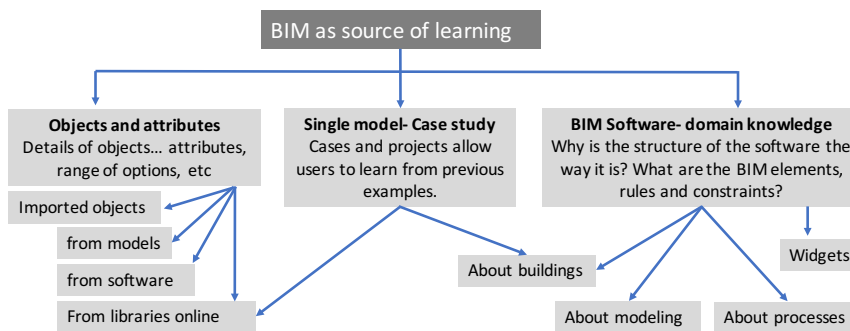 BIM as source of learning
Objects and attributes
Details of objects... attributes,
range of options, etc
Single model- Case study
Cases and projects allow
users to learn from previous
examples.
BIM Software- domain knowledge
Why is the structure of the software the
way it is? What are the BIM elements,
rules and constraints?
Imported objects
from models
from software
From libraries online
About buildings
Widgets
About modeling
About processes